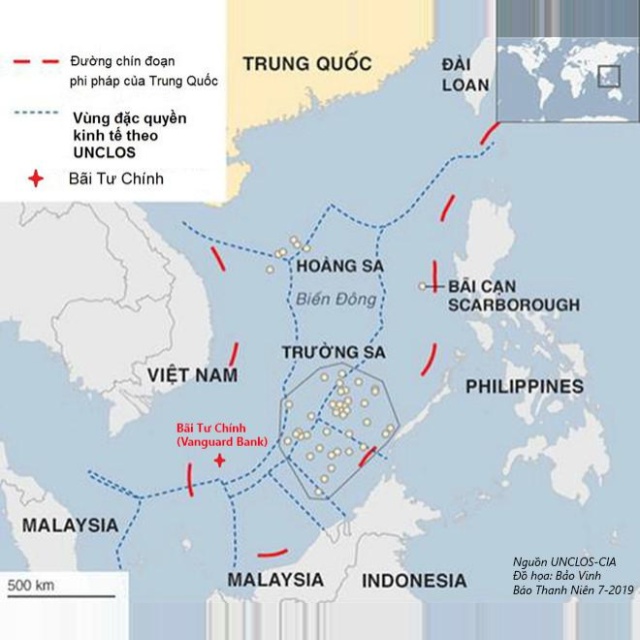 Đường chín đoạn
phi pháp của Trung Quốc
Vùng đặc quyền
kinh tế theo
UNCLOS
Bãi Tư Chính
TRUNG QUỐC
ĐÀI
LOAN
HOÀNG SA
Biển Đông
BÃI CẠN
SCARBOROUGH
TRƯỜNG SA
VIỆT NAM
PHILIPPINES
Bãi Tư Chính
(Vanguard Bank)
MALAYSIA
MALAYSIA
INDONESIA
500 km
Nguồn UNCLOS-CIA
Đồ họa: Bảo Vinh
Báo Thanh Niên 7-2019